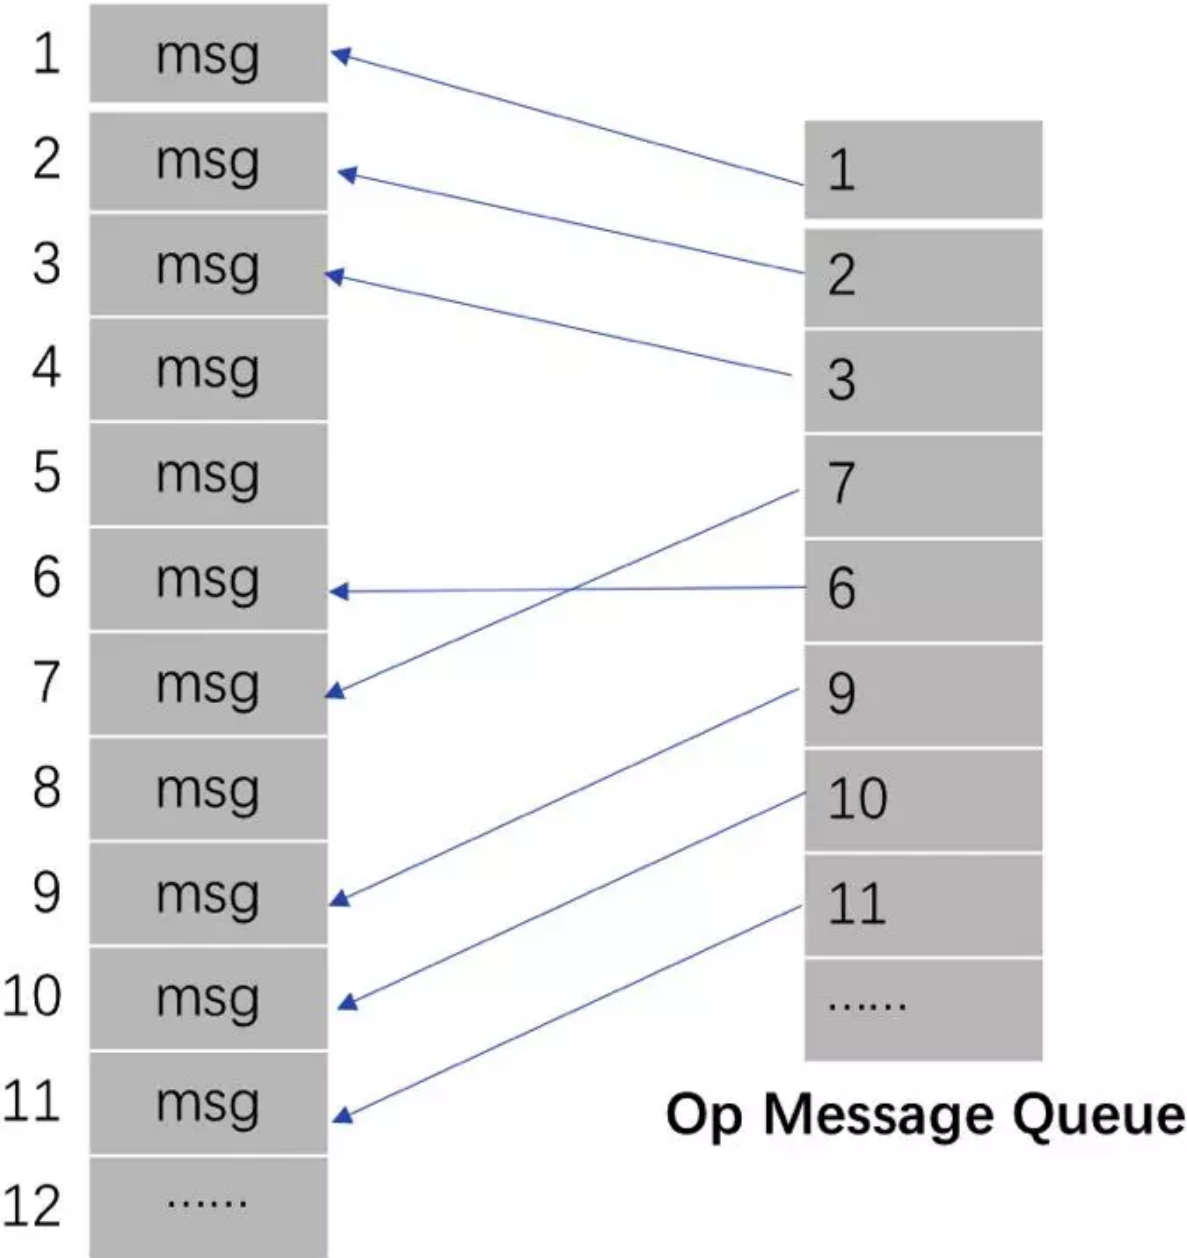 1 msg
2 msg
3 msg
4 msg
5 msg
6 msg
7 msg
8 msg
9 msg
10 msg
11 msg
12 ......
1
2
3
7
6
9
10
11
......
Op Message Queue